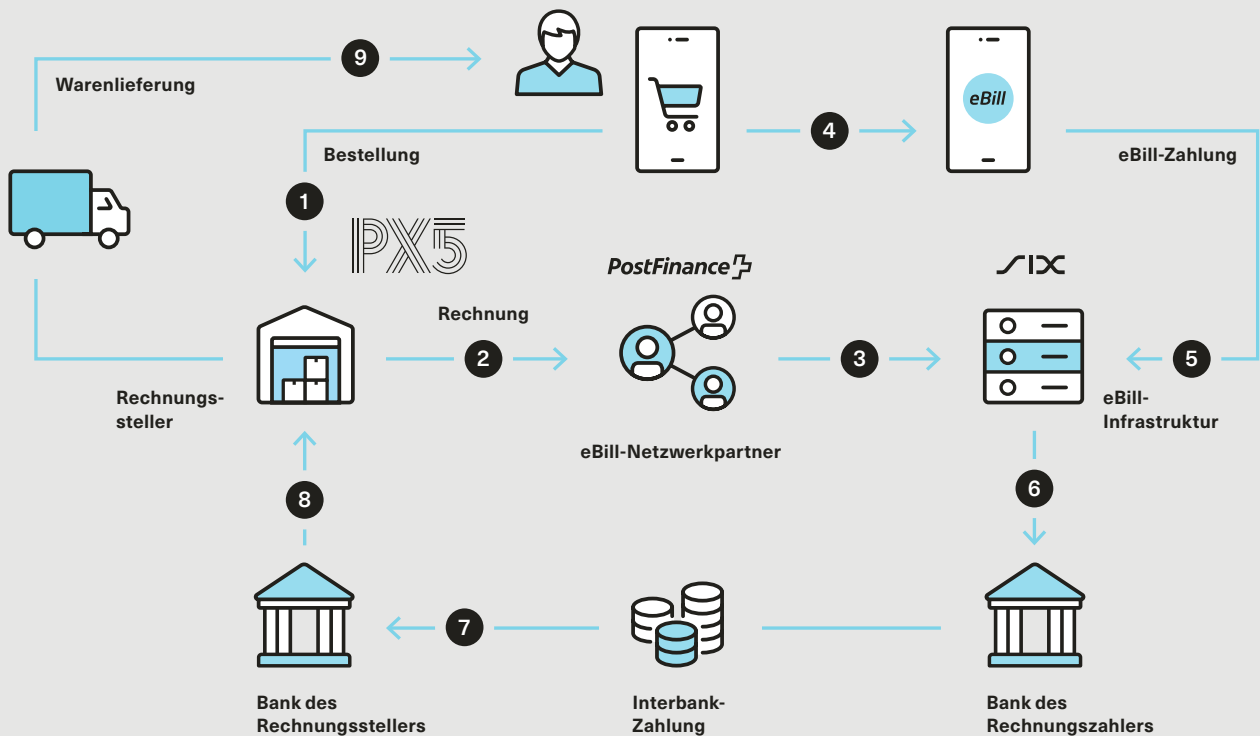 9
Warenlieferung
eBill
4
Bestellung
eBill-Zahlung
1
PX5
PostFinance
SIX
Rechnung
2
3
5
Rechnungs-
steller
eBill-
Infrastruktur
eBill-Netzwerkpartner
8
6
7
Bank des
Rechnungsstellers
Interbank-
Zahlung
Bank des
Rechnungszahlers